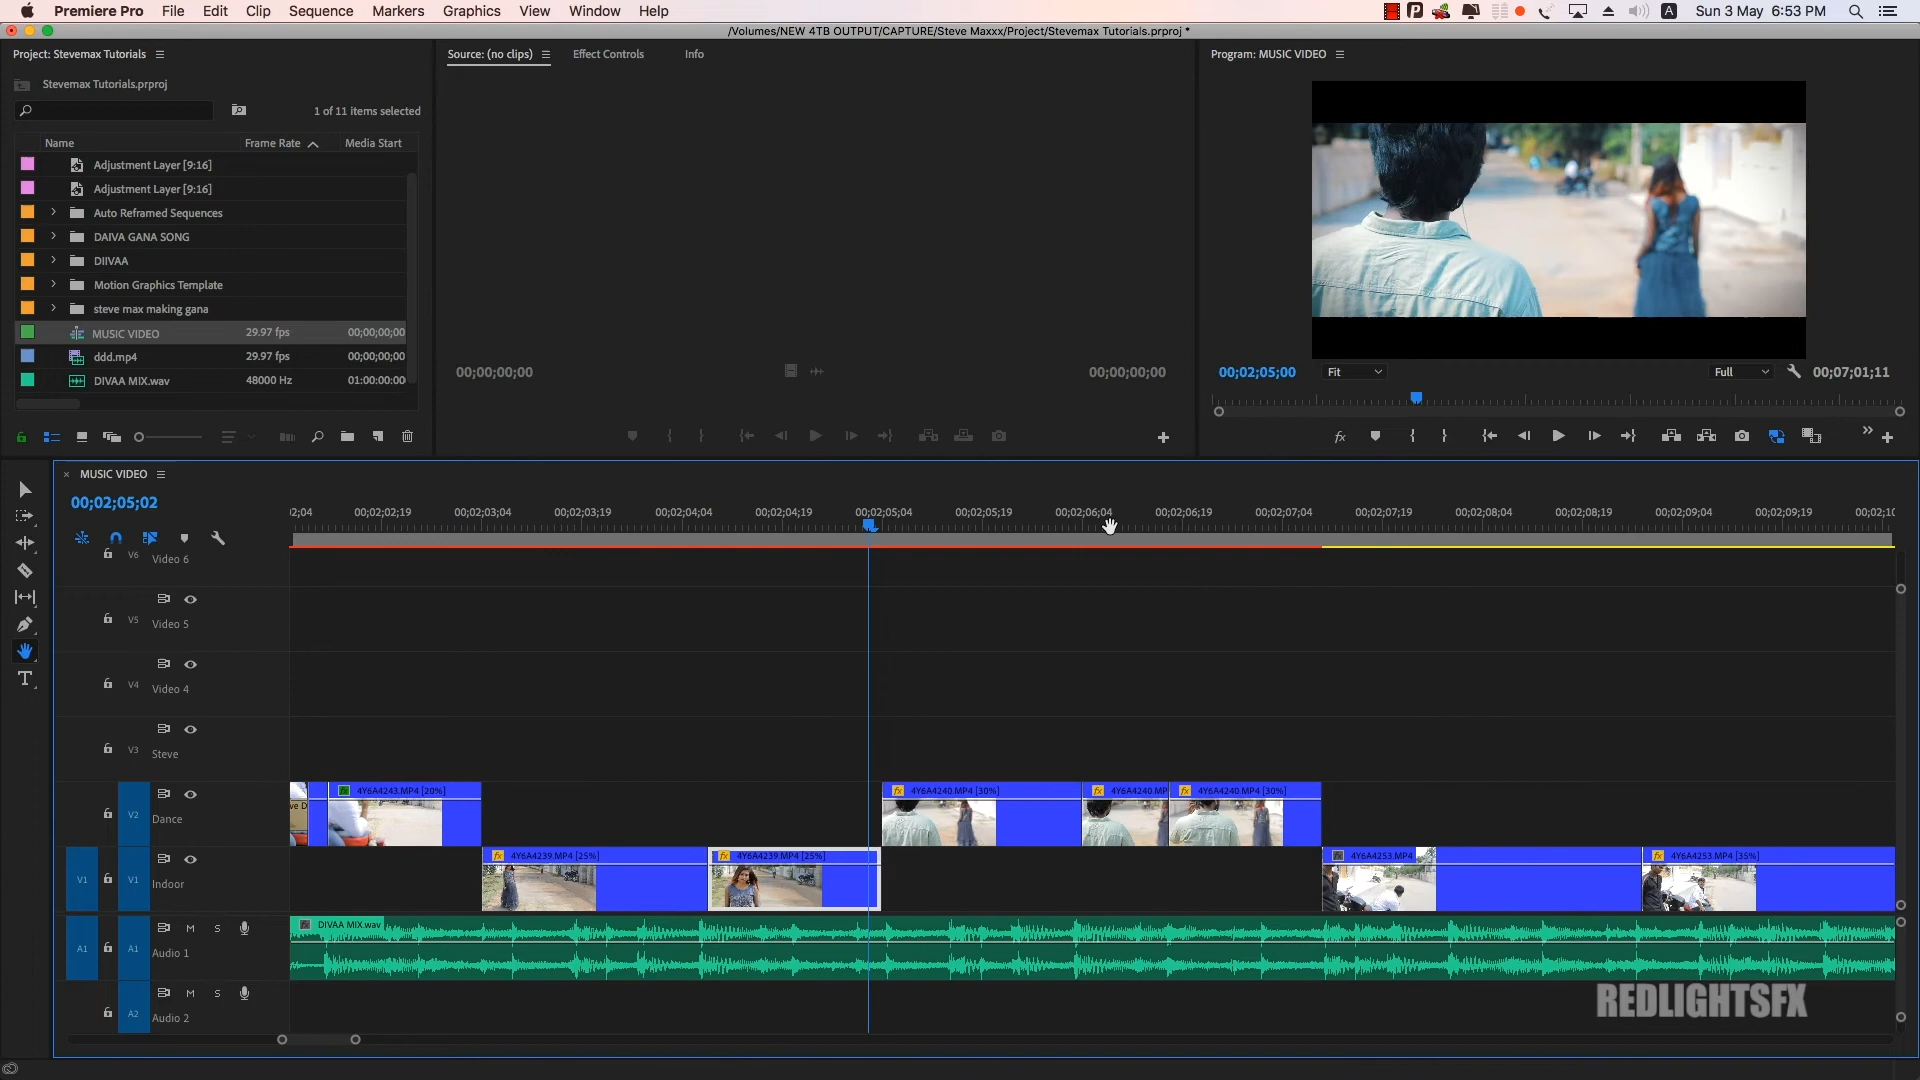 Premiere Pro File Edit Clip Sequence Markers Graphics View Window Help
A Sun 3 May 6:53 PM
/Volumes/NEW 4TB OUTPUT/CAPTURE/Steve Maxxx/Project/Stevemax Tutorials.prproj *
Project: Stevemax Tutorials
Stevemax Tutorials.prproj
1 of 11 items selected
Name Frame Rate Media Start
Adjustment Layer [9:16]
Adjustment Layer [9:16]
Auto Reframed Sequences
DAIVA GANA SONG
DIIVAA
Motion Graphics Template
steve max making gana
MUSIC VIDEO 29.97 fps 00;00;00;00
ddd.mp4 29.97 fps 00;00;00;00
DIVAA MIX.wav 48000 Hz 01:00:00:00
Source: (no clips) Effect Controls Info
00;00;00;00 00;00;00;00
Program: MUSIC VIDEO
00;02;05;00 Fit Full 00;07;01;11
fx
MUSIC VIDEO
00;02;05;02
2;04 00;02;02;19 00;02;03;04 00;02;03;19 00;02;04;04 00;02;04;19 00;02;05;04 00;02;05;19 00;02;06;04 00;02;06;19 00;02;07;04 00;02;07;19 00;02;08;04 00;02;08;19 00;02;09;04 00;02;09;19 00;02;10
T
V6 Video 6
V5 Video 5
V4 Video 4
V3 Steve
V2 Dance
fx 4Y6A4243.MP4 [20%] fx 4Y6A4240.MP4 [30%] fx 4Y6A4240.MP fx 4Y6A4240.MP4 [30%]
V1 V1 Indoor
fx 4Y6A4239.MP4 [25%] fx 4Y6A4239.MP4 [25%] fx 4Y6A4253.MP4 fx 4Y6A4253.MP4 [35%]
A1 A1 M S Audio 1
fx DIVAA MIX.wav
A2 M S Audio 2
REDLIGHTSFX